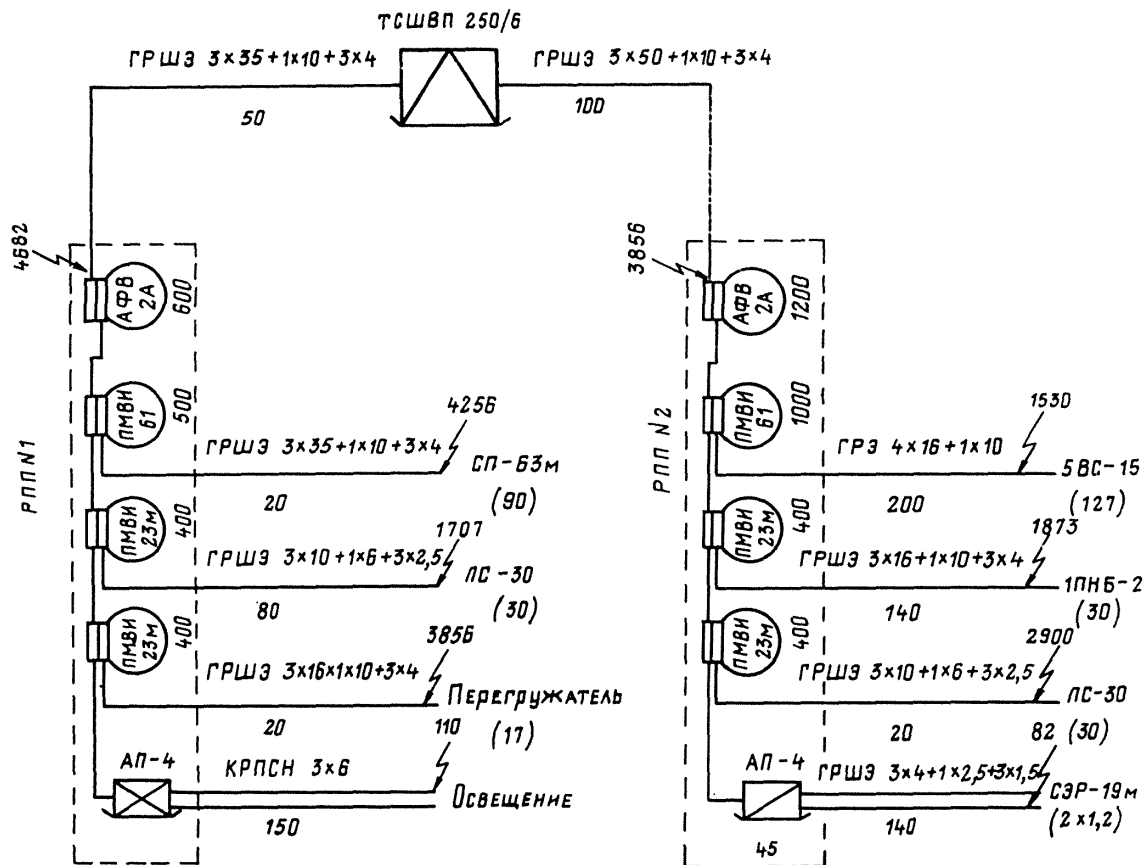 ТСШВП 250/6
ГРШЭ 3×35+1×10+3×4
50
ГРШЭ 3×50+1×10+3×4
100
РПП N1
4682
АФВ
2А
600
ПМВИ
61
500
ГРШЭ 3×35+1×10+3×4
20
4256
СП-63м
(90)
ПМВИ
23м
400
ГРШЭ 3×10+1×6+3×2,5
80
1707
ЛС-30
(30)
ПМВИ
23м
400
ГРШЭ 3×16×1×10+3×4
20
3856
Перегружатель
(17)
АП-4
КРПСН 3×6
150
110
Освещение
РПП N2
3856
АФВ
2А
1200
ПМВИ
61
1000
ГРЭ 4×16+1×10
200
1530
5ВС-15
(127)
ПМВИ
23м
400
ГРШЭ 3×16+1×10+3×4
140
1873
1ПНБ-2
(30)
ПМВИ
23м
400
ГРШЭ 3×10+1×6+3×2,5
20
2900
ЛС-30
(30)
АП-4
45
ГРШЭ 3×4+1×2,5+3×1,5
140
82
СЭР-19м
(2×1,2)